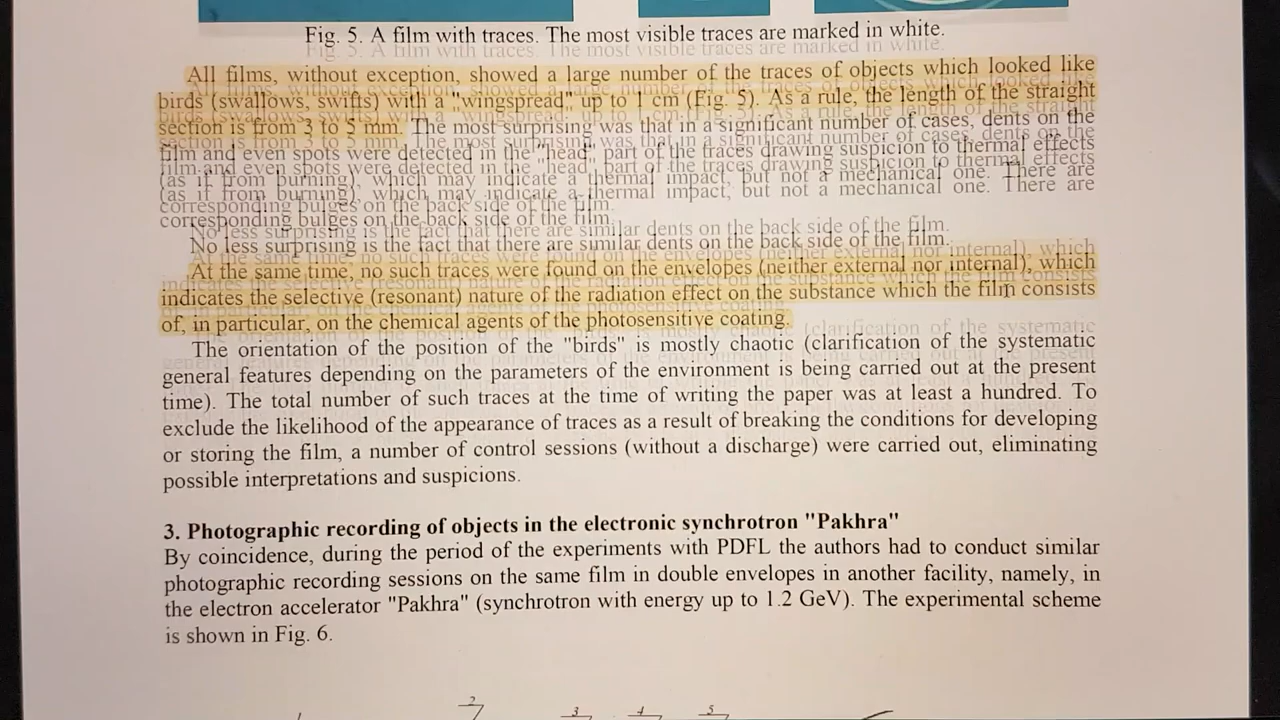 Fig. 5. A film with traces. The most visible traces are marked in white.
All films, without exception, showed a large number of the traces of objects which looked like
birds (swallows, swifts) with a "wingspread" up to 1 cm (Fig. 5). As a rule, the length of the straight
section is from 3 to 5 mm. The most surprising was that in a significant number of cases, dents on the
film and even spots were detected in the "head" part of the traces drawing suspicion to thermal effects
(as if from burning), which may indicate a thermal impact, but not a mechanical one. There are
corresponding bulges on the back side of the film.
No less surprising is the fact that there are similar dents on the back side of the film.
At the same time, no such traces were found on the envelopes (neither external nor internal), which
indicates the selective (resonant) nature of the radiation effect on the substance which the film consists
of, in particular, on the chemical agents of the photosensitive coating.
The orientation of the position of the "birds" is mostly chaotic (clarification of the systematic
general features depending on the parameters of the environment is being carried out at the present
time). The total number of such traces at the time of writing the paper was at least a hundred. To
exclude the likelihood of the appearance of traces as a result of breaking the conditions for developing
or storing the film, a number of control sessions (without a discharge) were carried out, eliminating
possible interpretations and suspicions.
3. Photographic recording of objects in the electronic synchrotron "Pakhra"
By coincidence, during the period of the experiments with PDFL the authors had to conduct similar
photographic recording sessions on the same film in double envelopes in another facility, namely, in
the electron accelerator "Pakhra" (synchrotron with energy up to 1.2 GeV). The experimental scheme
is shown in Fig. 6.
2
3 4 5